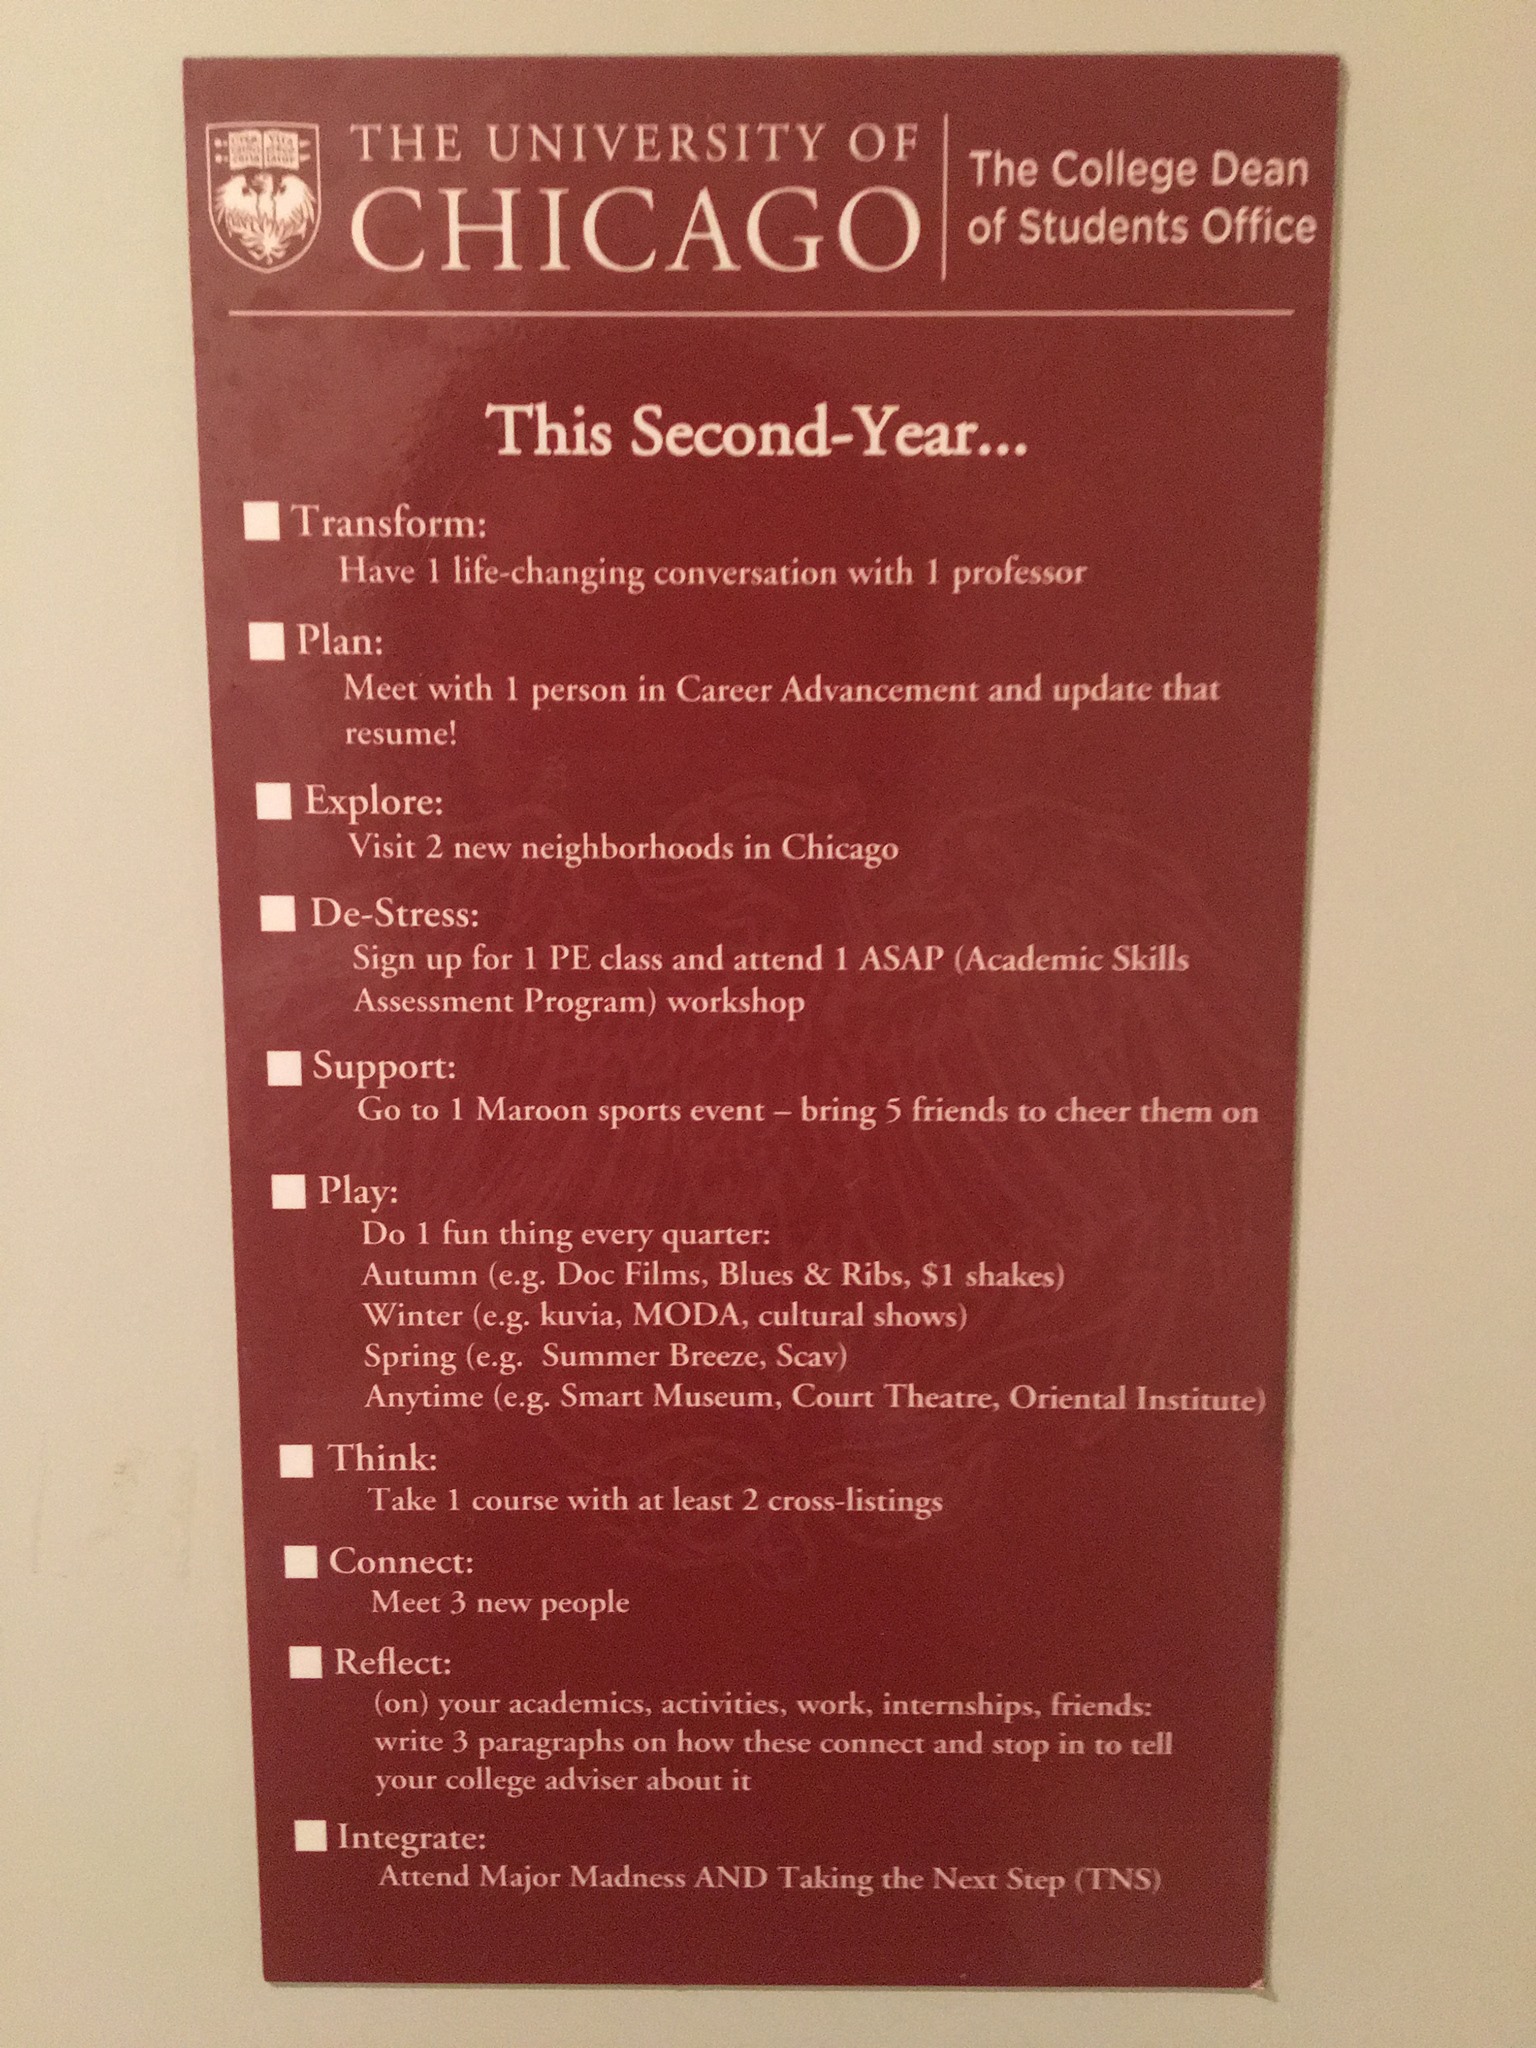 THE UNIVERSITY OF
CHICAGO
The College Dean
of Students Office
This Second-Year...
Transform:
Have 1 life-changing conversation with 1 professor
Plan:
Meet with 1 person in Career Advancement and update that
resume!
Explore:
Visit 2 new neighborhoods in Chicago
De-Stress:
Sign up for 1 PE class and attend 1 ASAP (Academic Skills
Assessment Program) workshop
Support:
Go to 1 Maroon sports event – bring 5 friends to cheer them on
Play:
Do 1 fun thing every quarter:
Autumn (e.g. Doc Films, Blues & Ribs, $1 shakes)
Winter (e.g. kuvia, MODA, cultural shows)
Spring (e.g.  Summer Breeze, Scav)
Anytime (e.g. Smart Museum, Court Theatre, Oriental Institute)
Think:
Take 1 course with at least 2 cross-listings
Connect:
Meet 3 new people
Reflect:
(on) your academics, activities, work, internships, friends:
write 3 paragraphs on how these connect and stop in to tell
your college adviser about it
Integrate:
Attend Major Madness AND Taking the Next Step (TNS)